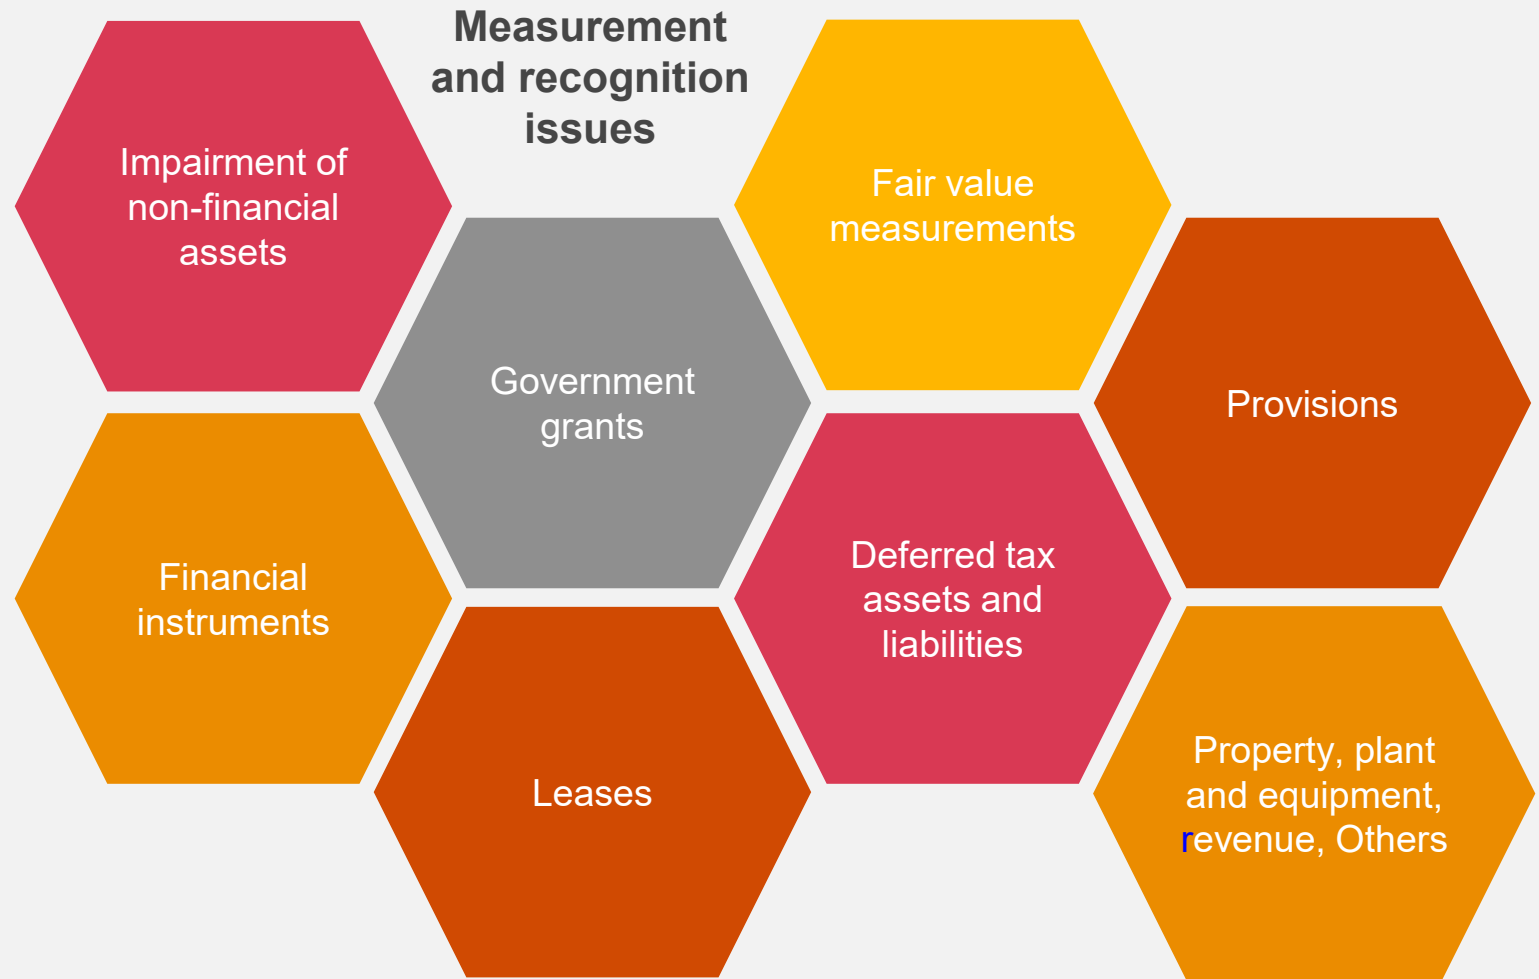 Measurement
and recognition
issues
Impairment of
non-financial
assets
Fair value
measurements
Government
grants
Provisions
Financial
instruments
Deferred tax
assets and
liabilities
Leases
Property, plant
and equipment,
revenue, Others